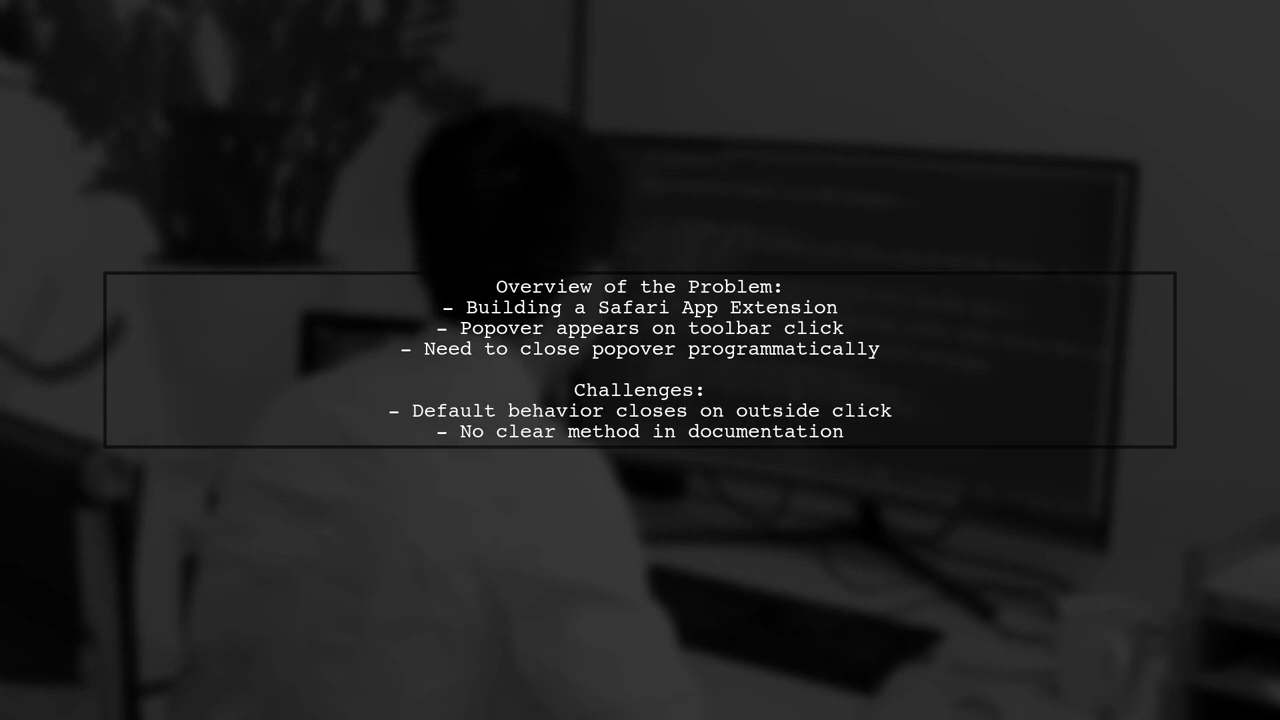 Overview of the Problem:
– Building a Safari App Extension
– Popover appears on toolbar click
– Need to close popover programmatically
Challenges:
– Default behavior closes on outside click
– No clear method in documentation